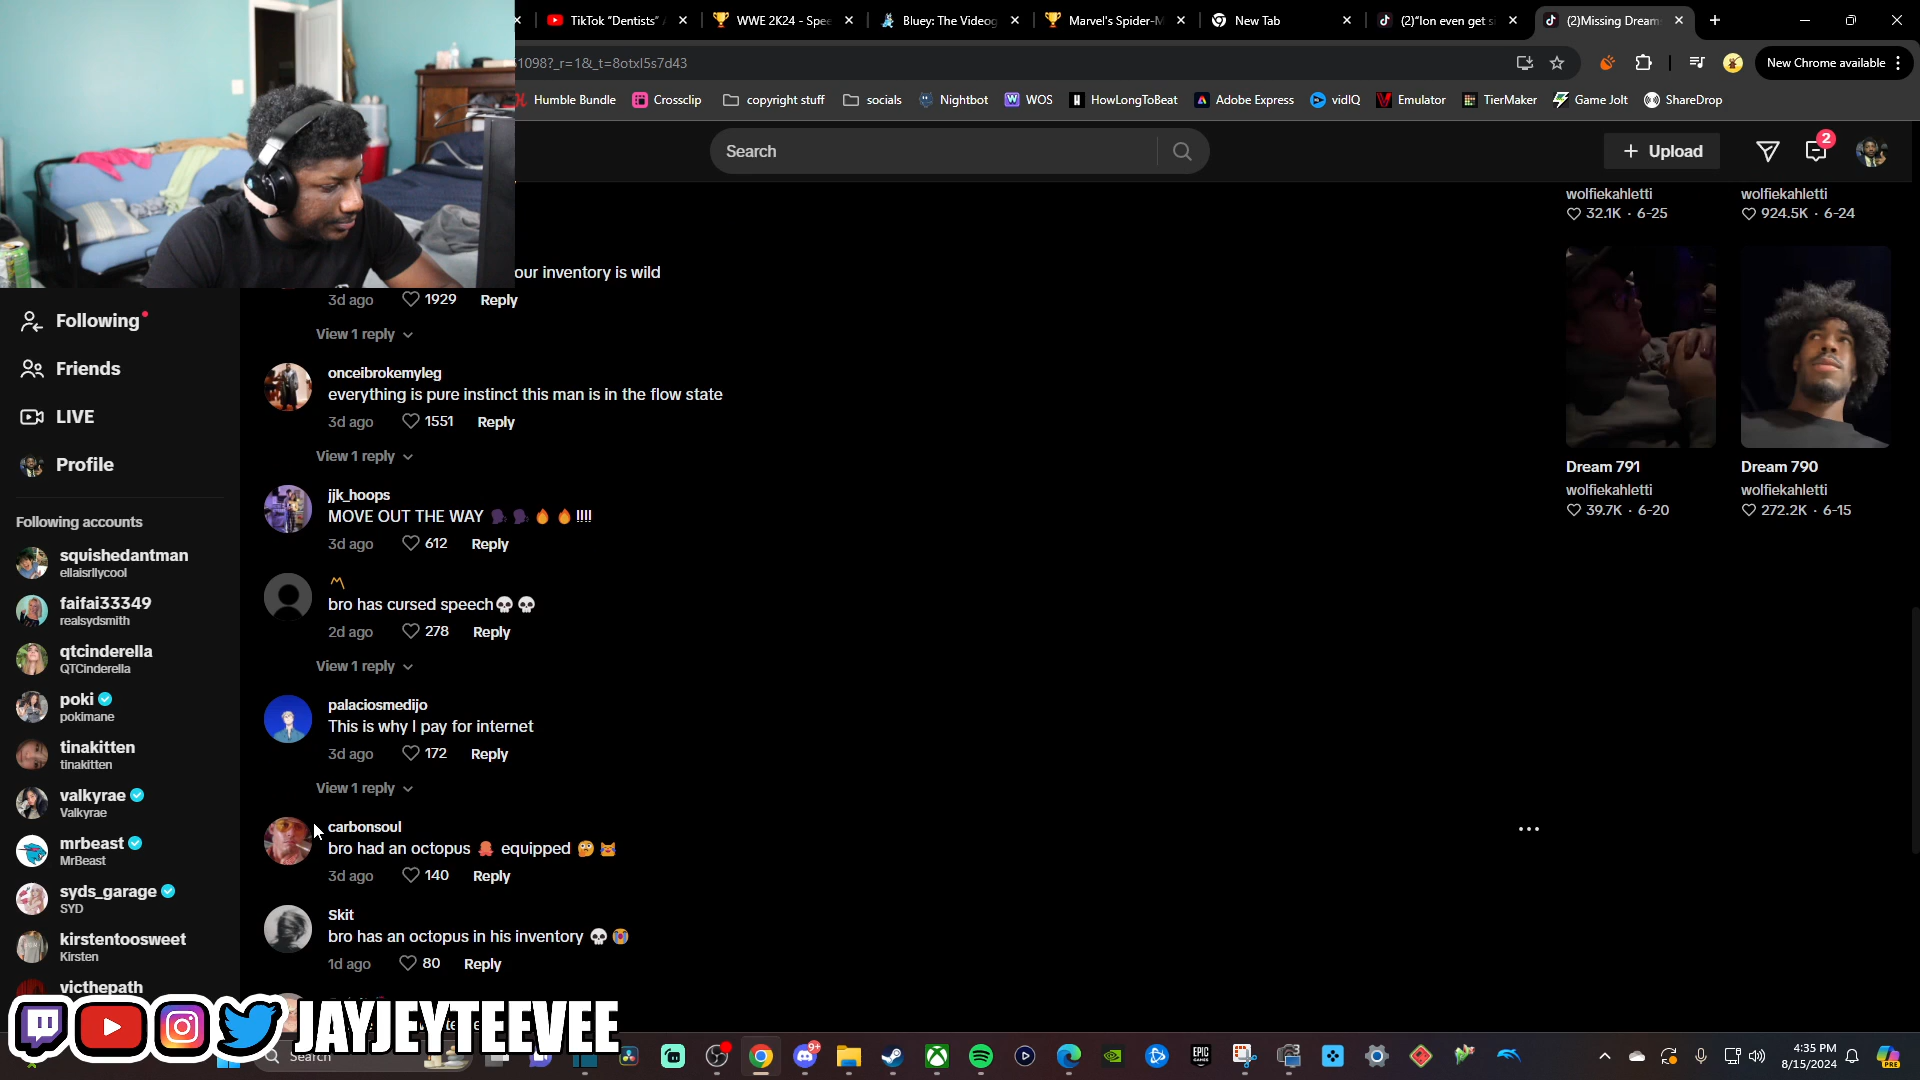 TikTok "Dentists"
WWE 2K24 - Spe
Bluey: The Videog
Marvel's Spider-M
New Tab
(2)"Ion even get s
(2)Missing Dream
1098?_r=1&_t=8otxl5s7d43
New Chrome available
Humble Bundle
Crossclip
copyright stuff
socials
Nightbot
WOS
HowLongToBeat
Adobe Express
vidIQ
Emulator
TierMaker
Game Jolt
ShareDrop
Search
Upload
2
Following
Friends
LIVE
Profile
Following accounts
squishedantman
ellaisrllycool
faifai33349
realsydsmith
qtcinderella
QTCinderella
poki
pokimane
tinakitten
tinakitten
valkyrae
Valkyrae
mrbeast
MrBeast
syds_garage
SYD
kirstentoosweet
Kirsten
victhepath
our inventory is wild
3d ago 1929 Reply
View 1 reply
onceibrokemyleg
everything is pure instinct this man is in the flow state
3d ago 1551 Reply
View 1 reply
jjk_hoops
MOVE OUT THE WAY 🗣🗣🔥🔥!!!!
3d ago 612 Reply
bro has cursed speech💀💀
2d ago 278 Reply
View 1 reply
palaciosmedijo
This is why I pay for internet
3d ago 172 Reply
View 1 reply
carbonsoul
bro had an octopus 🐙 equipped
3d ago 140 Reply
Skit
bro has an octopus in his inventory 💀
1d ago 80 Reply
wolfiekahletti
32.1K · 6-25
wolfiekahletti
924.5K · 6-24
Dream 791
wolfiekahletti
39.7K · 6-20
Dream 790
wolfiekahletti
272.2K · 6-15
JAYJEYTEEVEE
Search
9+
EPIC GAMES
4:35 PM
8/15/2024
PRE